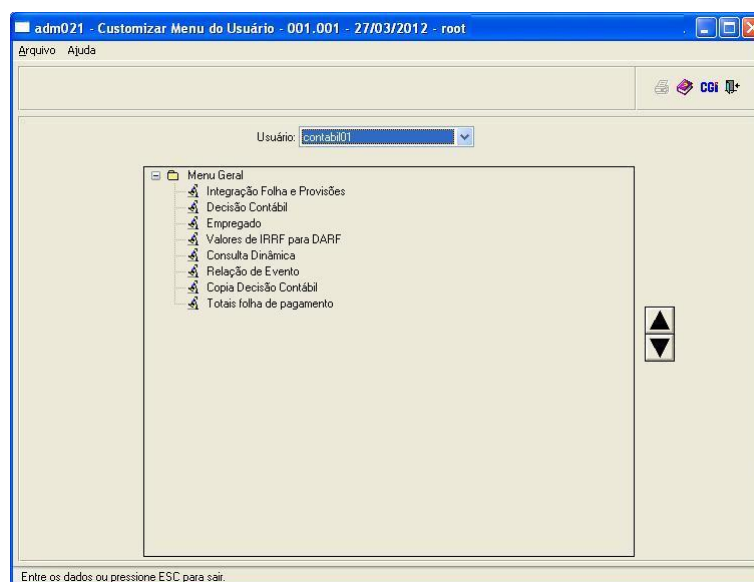 adm021 - Customizar Menu do Usuário - 001.001 - 27/03/2012 - root
Arquivo Ajuda
CGi
Usuário: contabil01
Menu Geral
Integração Folha e Provisões
Decisão Contábil
Empregado
Valores de IRRF para DARF
Consulta Dinâmica
Relação de Evento
Copia Decisão Contábil
Totais folha de pagamento
Entre os dados ou pressione ESC para sair.